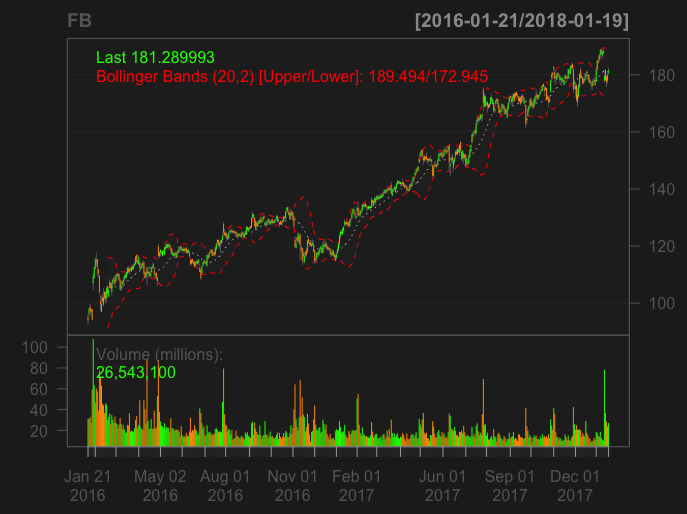 FB [2016-01-21/2018-01-19]
Last 181.289993
Bollinger Bands (20,2) [Upper/Lower]: 189.494/172.945
180
160
140
120
100
Volume (millions):
26,543,100
100
80
60
40
20
Jan 21 2016
May 02 2016
Aug 01 2016
Nov 01 2016
Feb 01 2017
Jun 01 2017
Sep 01 2017
Dec 01 2017